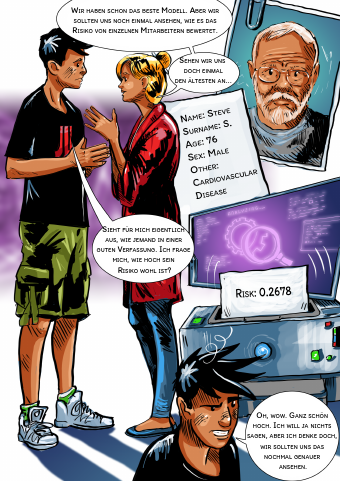 Wir haben schon das beste Modell. Aber wir
sollten uns noch einmal ansehen, wie es das
Risiko von einzelnen Mitarbeitern bewertet.
Sehen wir uns
doch einmal
den ältesten an...
Name: Steve
Surname: S.
Age: 76
Sex: Male
Other:
Cardiovascular
Disease
Sieht für mich eigentlich
aus, wie jemand in einer
guten Verfassung. Ich frage
mich, wie hoch sein
Risiko wohl ist?
Risk: 0.2678
Oh, wow. Ganz schön
hoch. Ich will ja nichts
sagen, aber ich denke doch,
wir sollten uns das
nochmal genauer
ansehen.